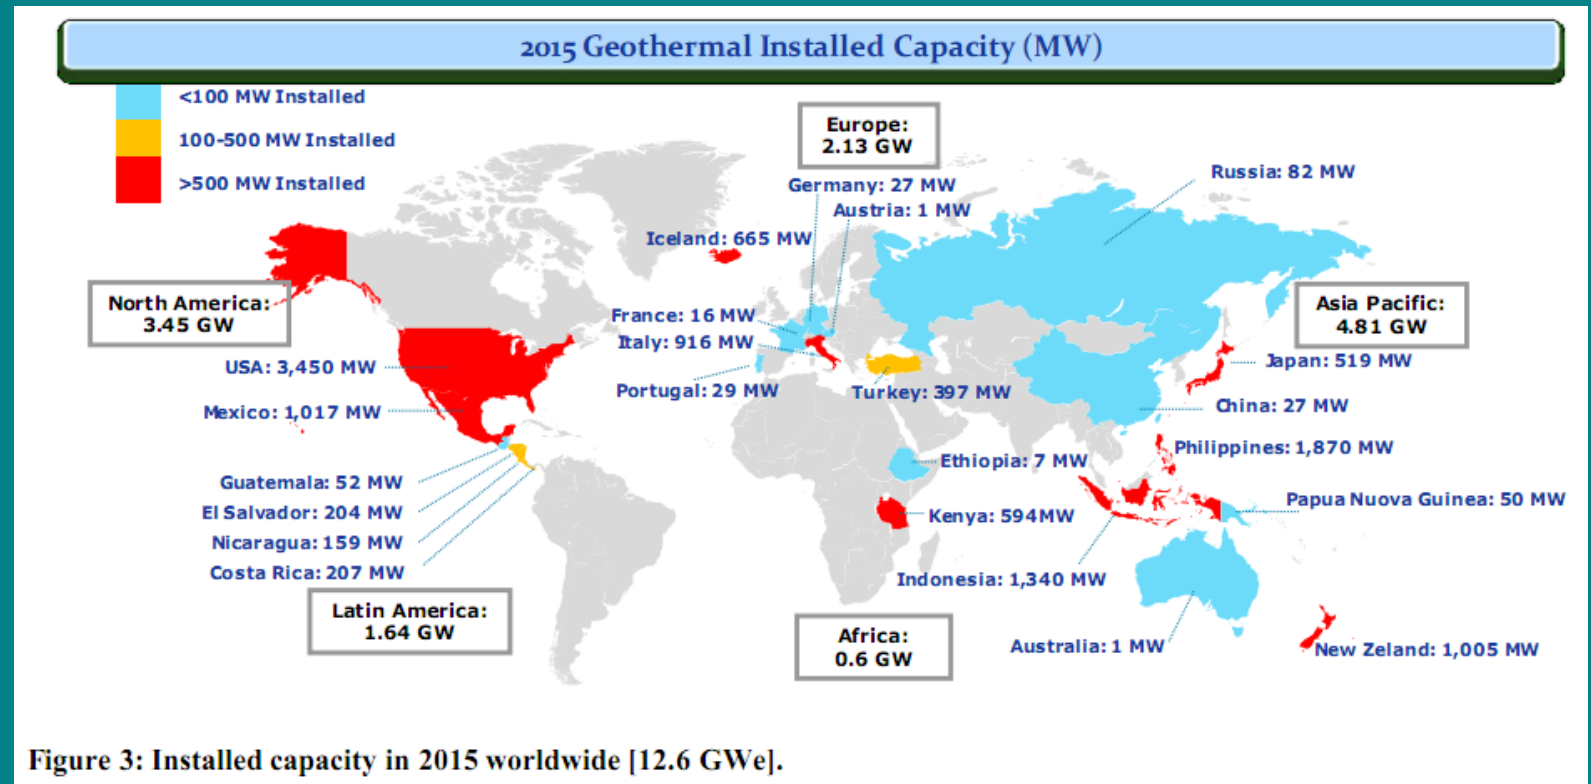 2015 Geothermal Installed Capacity (MW)
<100 MW Installed
100-500 MW Installed
>500 MW Installed
Europe:
2.13 GW
Germany: 27 MW
Austria: 1 MW
Iceland: 665 MW
Russia: 82 MW
North America:
3.45 GW
Asia Pacific:
4.81 GW
France: 16 MW
Italy: 916 MW
Portugal: 29 MW
Turkey: 397 MW
USA: 3,450 MW
Mexico: 1,017 MW
Japan: 519 MW
China: 27 MW
Philippines: 1,870 MW
Ethiopia: 7 MW
Papua Nuova Guinea: 50 MW
Kenya: 594MW
Guatemala: 52 MW
El Salvador: 204 MW
Nicaragua: 159 MW
Costa Rica: 207 MW
Indonesia: 1,340 MW
Latin America:
1.64 GW
Africa:
0.6 GW
Australia: 1 MW
New Zeland: 1,005 MW
Figure 3: Installed capacity in 2015 worldwide [12.6 GWe].